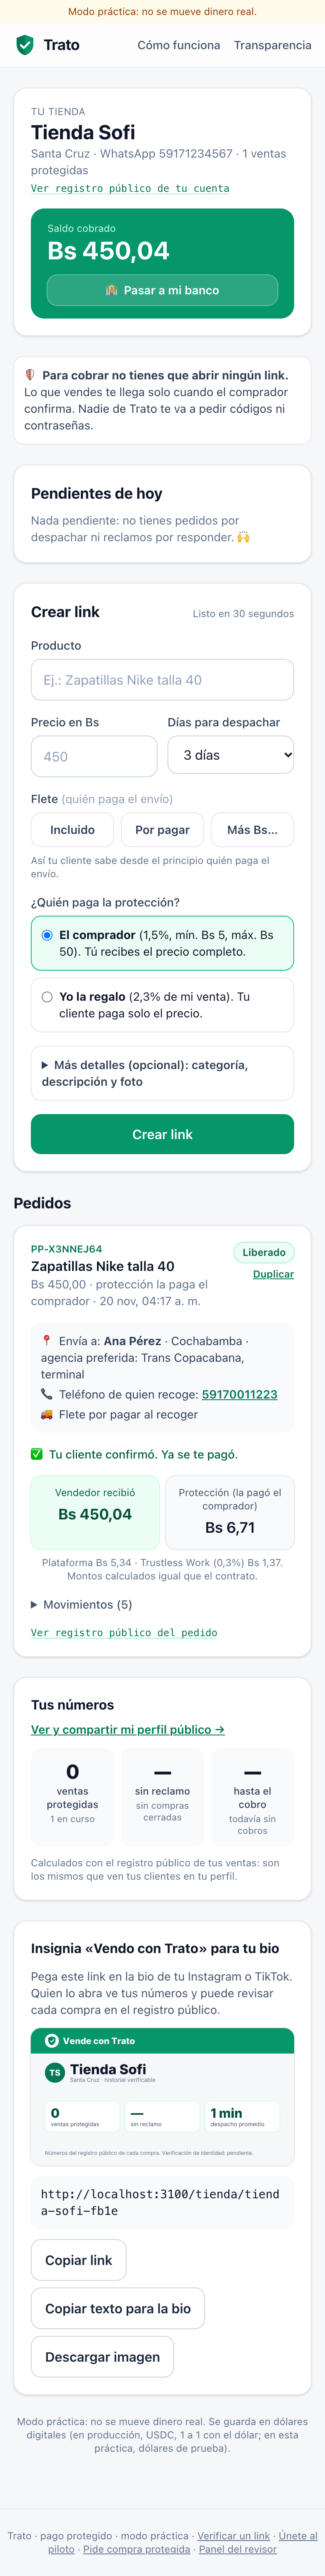 Modo práctica: no se mueve dinero real.
Trato
Cómo funciona
Transparencia
TU TIENDA
Tienda Sofi
Santa Cruz · WhatsApp 59171234567 · 1 ventas
protegidas
Ver registro público de tu cuenta
Saldo cobrado
Bs 450,04
Pasar a mi banco
Para cobrar no tienes que abrir ningún link.
Lo que vendes te llega solo cuando el comprador
confirma. Nadie de Trato te va a pedir códigos ni
contraseñas.
Pendientes de hoy
Nada pendiente: no tienes pedidos por
despachar ni reclamos por responder. 🙌
Crear link
Listo en 30 segundos
Producto
Ej.: Zapatillas Nike talla 40
Precio en Bs
Días para despachar
450
3 días
Flete (quién paga el envío)
Incluido
Por pagar
Más Bs...
Así tu cliente sabe desde el principio quién paga el
envío.
¿Quién paga la protección?
El comprador (1,5%, mín. Bs 5, máx. Bs
50). Tú recibes el precio completo.
Yo la regalo (2,3% de mi venta). Tu
cliente paga solo el precio.
▶ Más detalles (opcional): categoría,
descripción y foto
Crear link
Pedidos
PP-X3NNEJ64
Liberado
Zapatillas Nike talla 40
Duplicar
Bs 450,00 · protección la paga el
comprador · 20 nov, 04:17 a. m.
📍 Envía a: Ana Pérez · Cochabamba ·
agencia preferida: Trans Copacabana,
terminal
📞 Teléfono de quien recoge: 59170011223
🚚 Flete por pagar al recoger
✅ Tu cliente confirmó. Ya se te pagó.
Vendedor recibió
Bs 450,04
Protección (la pagó el
comprador)
Bs 6,71
Plataforma Bs 5,34 · Trustless Work (0,3%) Bs 1,37.
Montos calculados igual que el contrato.
▶ Movimientos (5)
Ver registro público del pedido
Tus números
Ver y compartir mi perfil público →
0
ventas
protegidas
1 en curso
—
sin reclamo
sin compras
cerradas
—
hasta el
cobro
todavía sin
cobros
Calculados con el registro público de tus ventas: son
los mismos que ven tus clientes en tu perfil.
Insignia «Vendo con Trato» para tu bio
Pega este link en la bio de tu Instagram o TikTok.
Quien lo abra ve tus números y puede revisar
cada compra en el registro público.
Vende con Trato
TS
Tienda Sofi
Santa Cruz · historial verificable
0
ventas protegidas
—
sin reclamo
1 min
despacho promedio
Números del registro público de cada compra. Verificación de identidad: pendiente.
http://localhost:3100/tienda/tiend
a-sofi-fb1e
Copiar link
Copiar texto para la bio
Descargar imagen
Modo práctica: no se mueve dinero real. Se guarda en dólares
digitales (en producción, USDC, 1 a 1 con el dólar; en esta
práctica, dólares de prueba).
Trato · pago protegido · modo práctica · Verificar un link · Únete al
piloto · Pide compra protegida · Panel del revisor